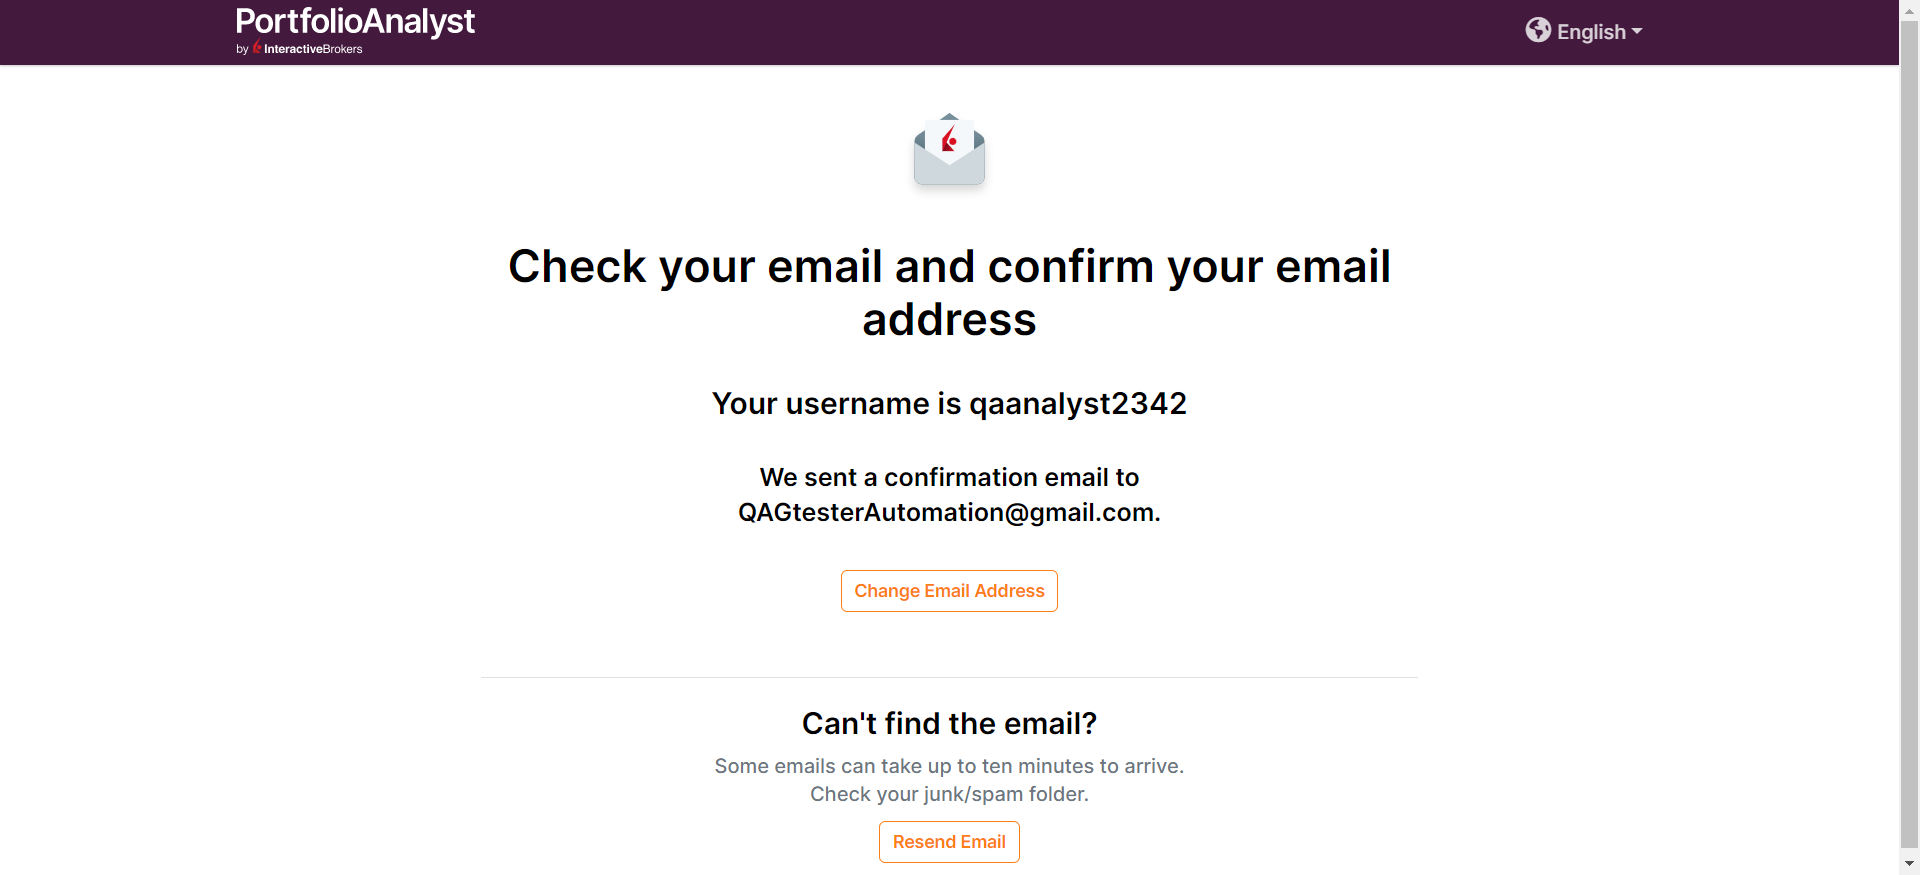 PortfolioAnalyst
by InteractiveBrokers
English
Check your email and confirm your email
address
Your username is qaanalyst2342
We sent a confirmation email to
QAGtesterAutomation@gmail.com.
Change Email Address
Can't find the email?
Some emails can take up to ten minutes to arrive.
Check your junk/spam folder.
Resend Email